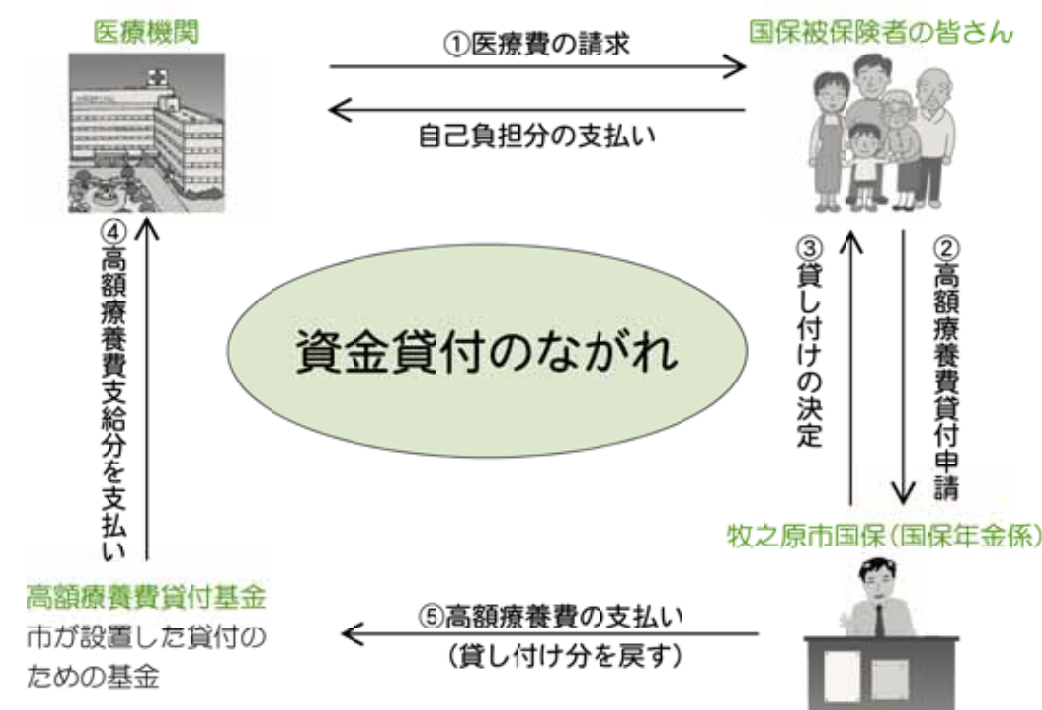 医療機関
国保被保険者の皆さん
①医療費の請求
自己負担分の支払い
④高額療養費支給分を支払い
資金貸付のながれ
③貸し付けの決定
②高額療養費貸付申請
牧之原市国保(国保年金係)
高額療養費貸付基金
市が設置した貸付の
ための基金
⑤高額療養費の支払い
(貸し付け分を戻す)